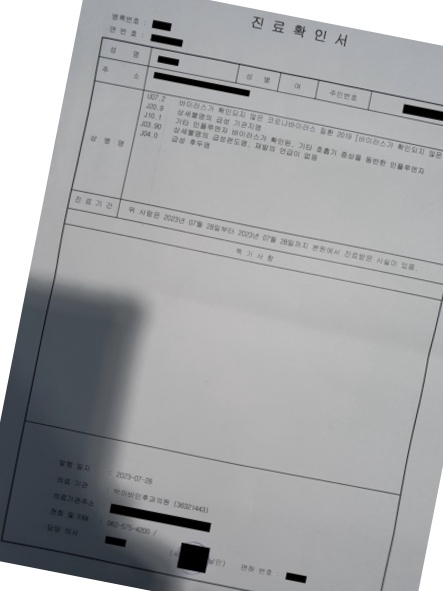 진 료 확 인 서
병록번호 :
연 번 호 :
성 명
성 별 여 주민번호
주 소
상 병 명
U07.2 바이러스가 확인되지 않은 코로나바이러스 질환 2019 [바이러스가 확인되지 않은
J20.9 상세불명의 급성 기관지염
J10.1 기타 인플루엔자 바이러스가 확인된, 기타 호흡기 증상을 동반한 인플루엔자
J03.90 상세불명의 급성편도염, 재발의 언급이 없음
J04.0 급성 후두염
진료기간 위 사람은 2023년 07월 28일부터 2023년 07월 28일까지 본원에서 진료받은 사실이 있음.
특 기 사 항
발행 일자 : 2023-07-28
의료 기관 : 이비인후과의원 (36321443)
의료기관주소 :
전화 및 : 062-575-4200 /
담당 의사 :
면허 번호 :